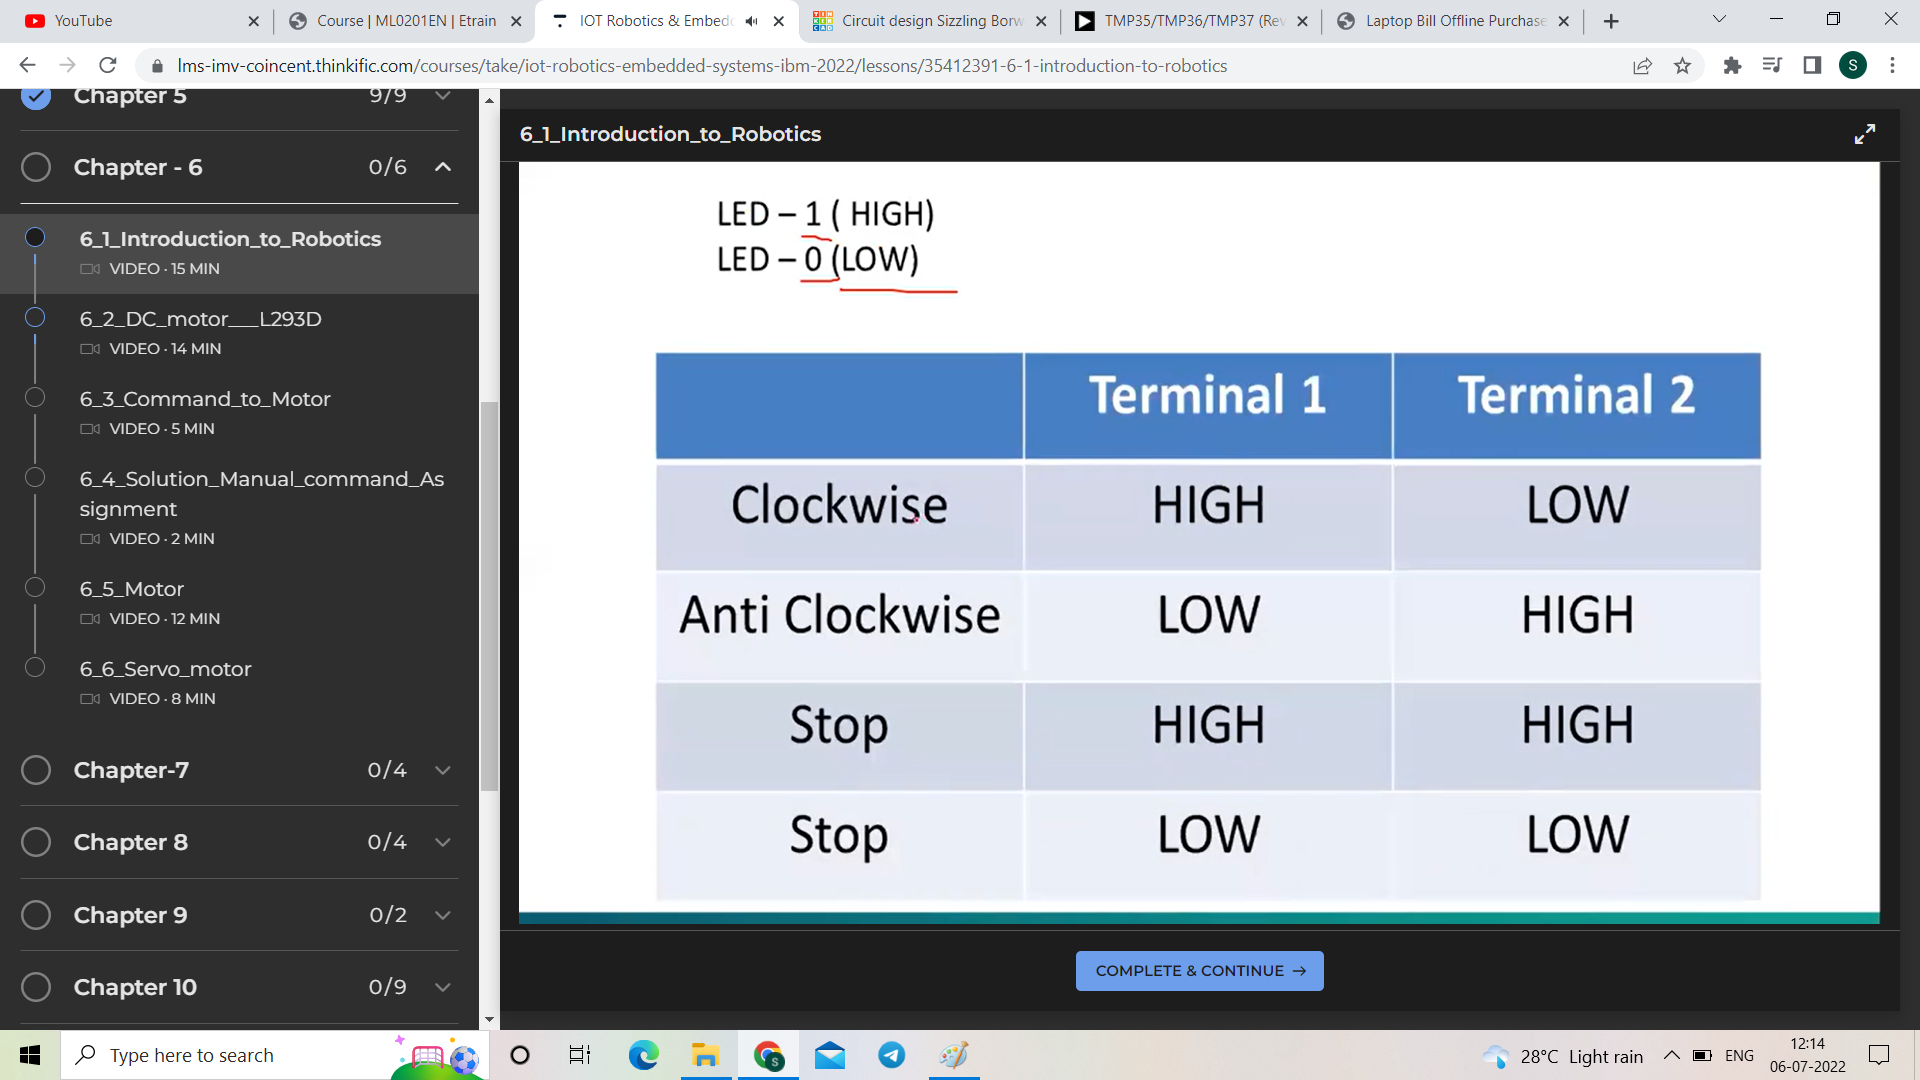 YouTube
Course | ML0201EN | Etrain
IOT Robotics & Embedd
Circuit design Sizzling Borw
TMP35/TMP36/TMP37 (Rev
Laptop Bill Offline Purchase
lms-imv-coincent.thinkific.com/courses/take/iot-robotics-embedded-systems-ibm-2022/lessons/35412391-6-1-introduction-to-robotics
S
Chapter 5 9/9
Chapter - 6 0/6
6_1_Introduction_to_Robotics
VIDEO · 15 MIN
6_2_DC_motor___L293D
VIDEO · 14 MIN
6_3_Command_to_Motor
VIDEO · 5 MIN
6_4_Solution_Manual_command_As
signment
VIDEO · 2 MIN
6_5_Motor
VIDEO · 12 MIN
6_6_Servo_motor
VIDEO · 8 MIN
Chapter-7 0/4
Chapter 8 0/4
Chapter 9 0/2
Chapter 10 0/9
6_1_Introduction_to_Robotics
LED – 1 ( HIGH)
LED – 0 (LOW)
Terminal 1 Terminal 2
Clockwise HIGH LOW
Anti Clockwise LOW HIGH
Stop HIGH HIGH
Stop LOW LOW
COMPLETE & CONTINUE →
Type here to search
S
28°C Light rain
ENG
12:14
06-07-2022